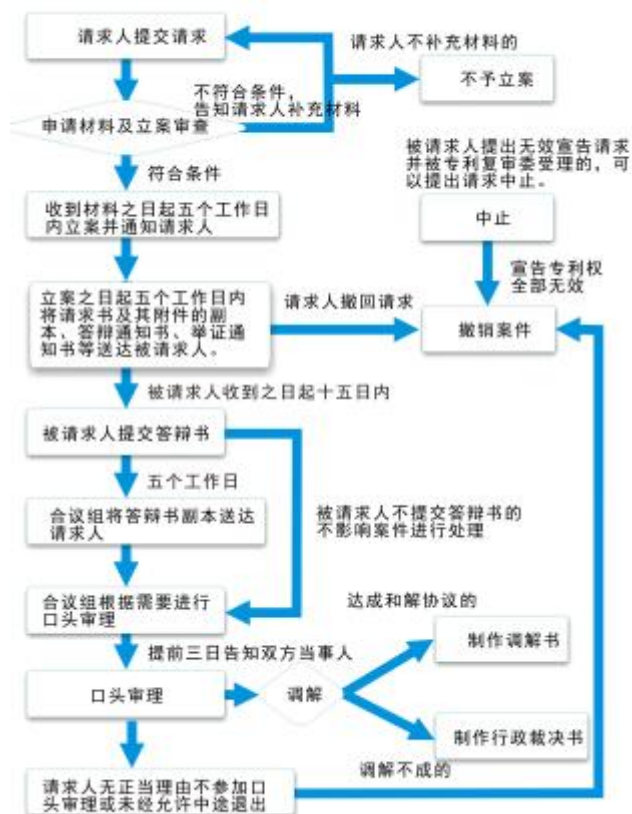 请求人提交请求
请求人不补充材料的
不予立案
不符合条件，
告知请求人补充材料
申请材料及立案审查
被请求人提出无效宣告请求
并被专利复审委受理的，可
以提出请求中止。
符合条件
中止
收到材料之日起五个工作日
内立案并通知请求人
宣告专利权
全部无效
立案之日起五个工作日内
将请求书及其附件的副
本、答辩通知书、举证通
知书等送达被请求人。
请求人撤回请求
撤销案件
被请求人收到之日起十五日内
被请求人提交答辩书
五个工作日
合议组将答辩书副本送达
请求人
被请求人不提交答辩书的
不影响案件进行处理
合议组根据需要进行
口头审理
达成和解协议的
制作调解书
提前三日告知双方当事人
口头审理
调解
制作行政裁决书
调解不成的
请求人无正当理由不参加口
头审理或未经允许中途退出